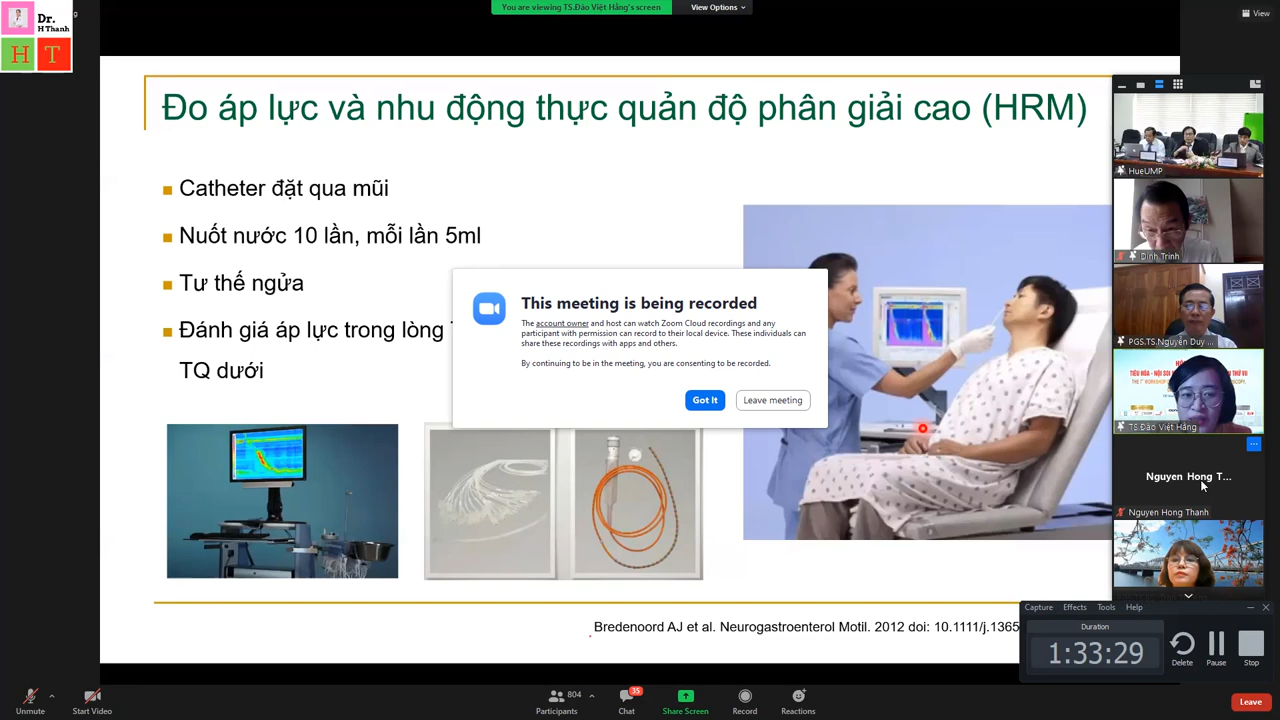 Dr.
H Thanh
H T
You are viewing TS.Đào Việt Hằng's screen
View Options
View
Đo áp lực và nhu động thực quản độ phân giải cao (HRM)
Catheter đặt qua mũi
Nuốt nước 10 lần, mỗi lần 5ml
Tư thế ngửa
Đánh giá áp lực trong lòng
TQ dưới
This meeting is being recorded
The account owner and host can watch Zoom Cloud recordings and any
participant with permission can record to their local device. These individuals can
share these recordings with apps and others.
By continuing to be in the meeting, you are consenting to be recorded.
Got It
Leave meeting
HueUMP
Dinh Trinh
PGS.TS.Nguyễn Duy ...
TS.Đào Việt Hằng
Nguyen Hong T...
Nguyen Hong Thanh
Bredenoord AJ et al. Neurogastroenterol Motil. 2012 doi: 10.1111/j.1365
Capture Effects Tools Help
Duration
1:33:29
Delete Pause Stop
Unmute
Start Video
804
Participants
35
Chat
Share Screen
Record
Reactions
Leave